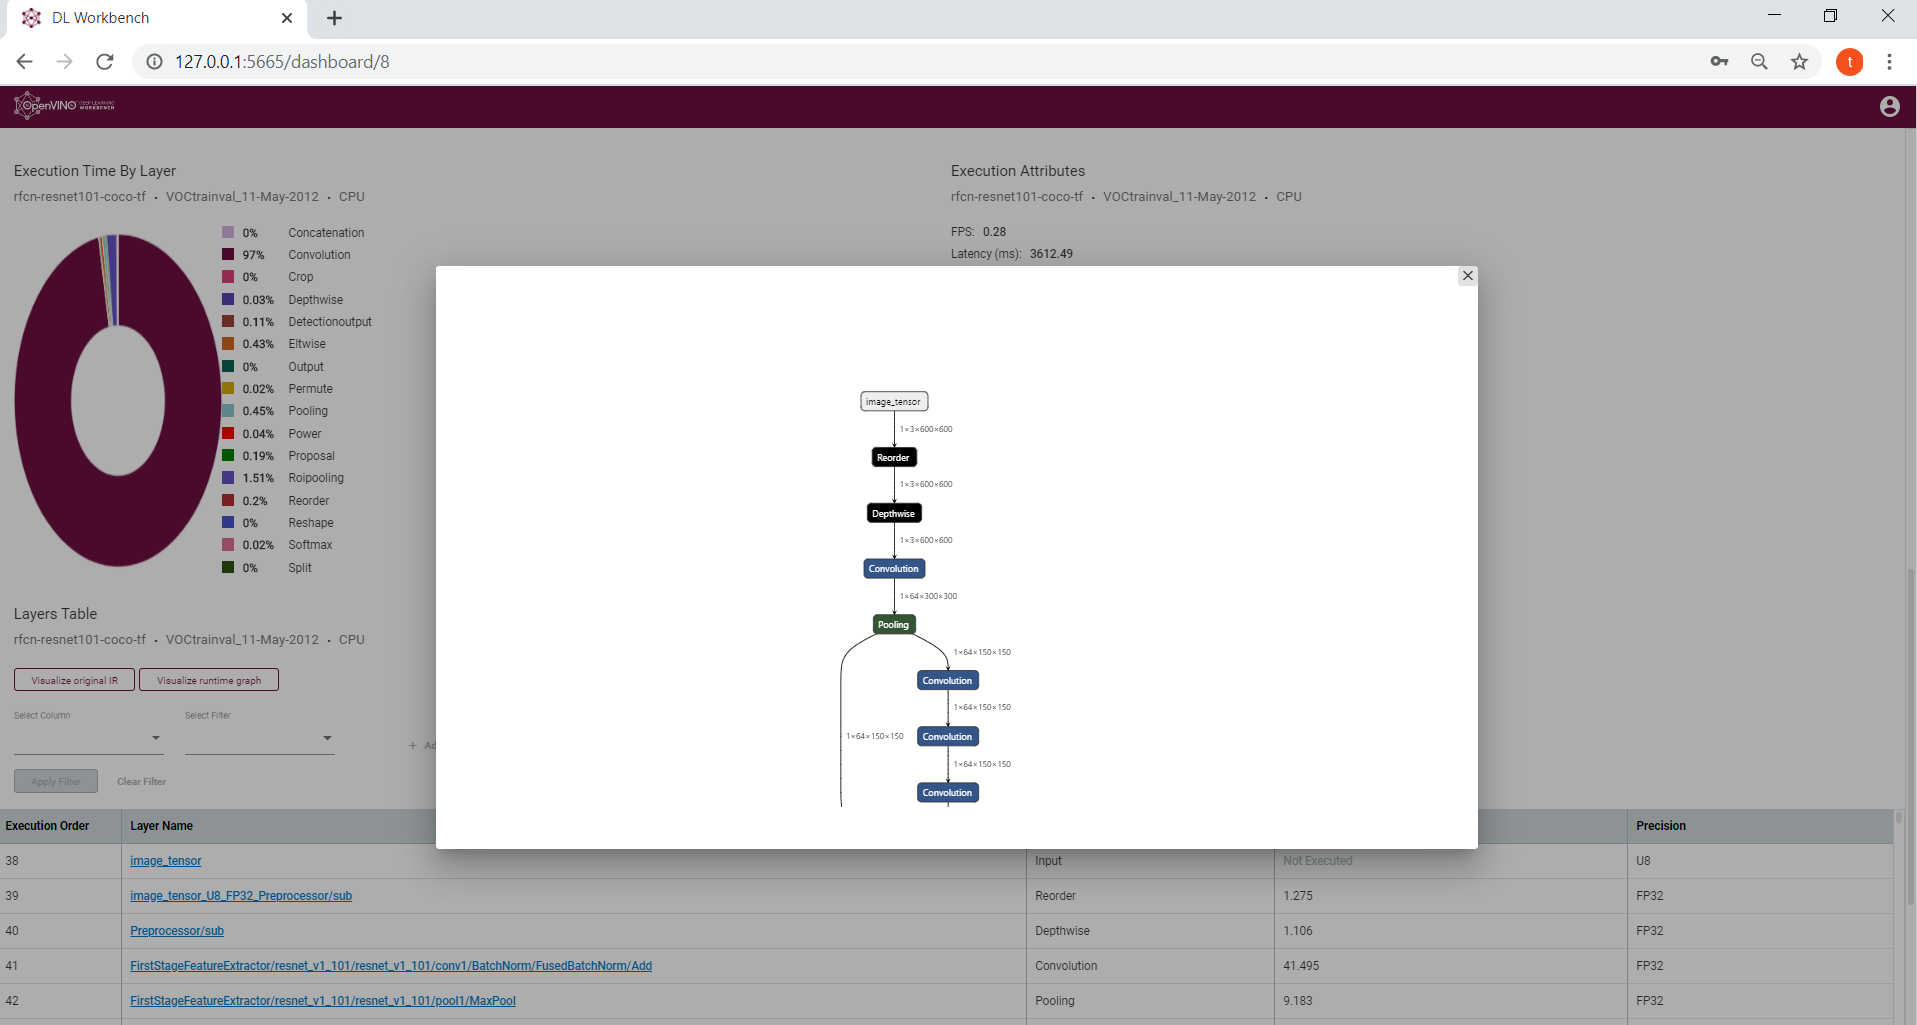 DL Workbench
127.0.0.1:5665/dashboard/8
t
OpenVINO DEEP LEARNING WORKBENCH
Execution Time By Layer
rfcn-resnet101-coco-tf • VOCtrainval_11-May-2012 • CPU
0% Concatenation
97% Convolution
0% Crop
0.03% Depthwise
0.11% Detectionoutput
0.43% Eltwise
0% Output
0.02% Permute
0.45% Pooling
0.04% Power
0.19% Proposal
1.51% Roipooling
0.2% Reorder
0% Reshape
0.02% Softmax
0% Split
Execution Attributes
rfcn-resnet101-coco-tf • VOCtrainval_11-May-2012 • CPU
FPS: 0.28
Latency (ms): 3612.49
image_tensor
1×3×600×600
Reorder
1×3×600×600
Depthwise
1×3×600×600
Convolution
1×64×300×300
Pooling
1×64×150×150
Convolution
1×64×150×150
Convolution
1×64×150×150
1×64×150×150
Convolution
Layers Table
rfcn-resnet101-coco-tf • VOCtrainval_11-May-2012 • CPU
Visualize original IR Visualize runtime graph
Select Column Select Filter
+ Ad
Apply Filter Clear Filter
Execution Order Layer Name Precision
38 image_tensor Input Not Executed U8
39 image_tensor_U8_FP32_Preprocessor/sub Reorder 1.275 FP32
40 Preprocessor/sub Depthwise 1.106 FP32
41 FirstStageFeatureExtractor/resnet_v1_101/resnet_v1_101/conv1/BatchNorm/FusedBatchNorm/Add Convolution 41.495 FP32
42 FirstStageFeatureExtractor/resnet_v1_101/resnet_v1_101/pool1/MaxPool Pooling 9.183 FP32